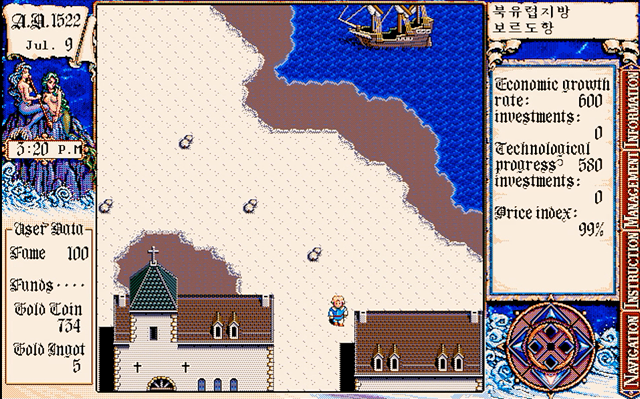 A.D.1522
Jul. 9
3:20 P.M
User Data
Fame 100
Funds····
Gold Coin
734
Gold Ingot
5
북유럽지방
보르도항
Economic growth
rate: 600
investments:
0
Technological
progress: 580
investments:
0
Price index:
99%
NAVIGATION INSTRUCTION MANAGEMENT INFORMATION